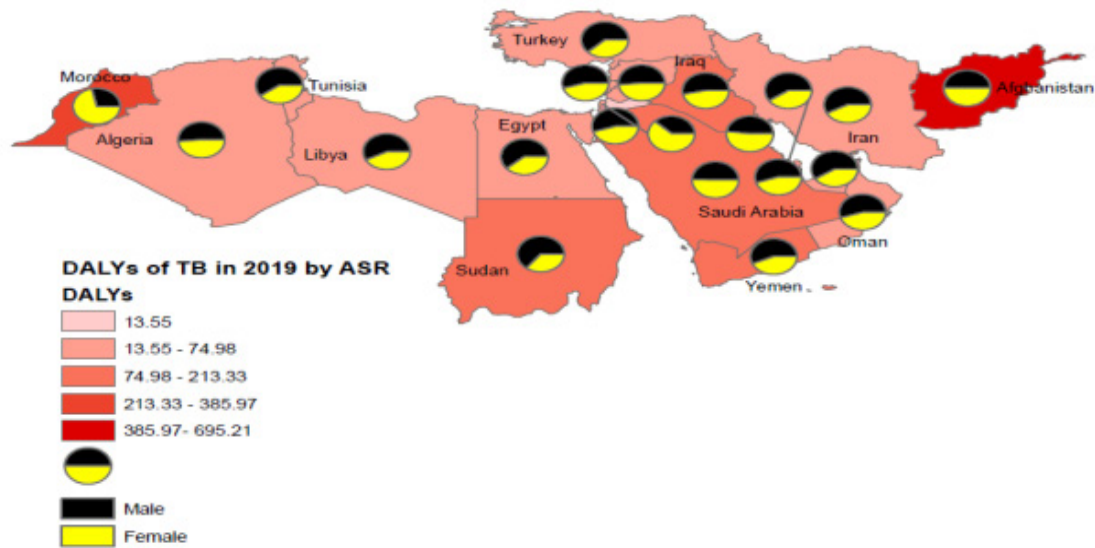 Turkey
Iraq
Morocco
Tunisia
Afghanistan
Algeria
Egypt
Iran
Libya
Saudi Arabia
Oman
Sudan
Yemen
DALYs of TB in 2019 by ASR
DALYs
13.55
13.55 - 74.98
74.98 - 213.33
213.33 - 385.97
385.97- 695.21
Male
Female